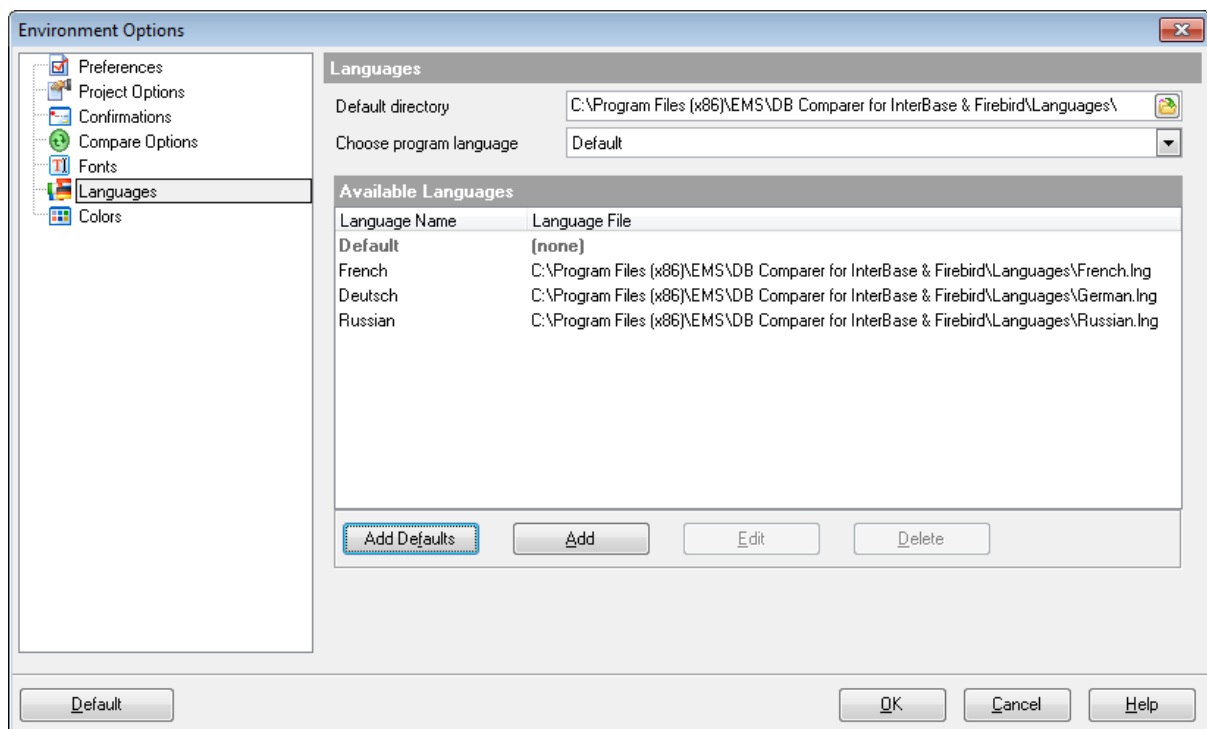 Environment Options
Preferences
Project Options
Confirmations
Compare Options
Fonts
Languages
Colors
Languages
Default directory C:\Program Files (x86)\EMS\DB Comparer for InterBase & Firebird\Languages\
Choose program language Default
Available Languages
Language Name Language File
Default (none)
French C:\Program Files (x86)\EMS\DB Comparer for InterBase & Firebird\Languages\French.lng
Deutsch C:\Program Files (x86)\EMS\DB Comparer for InterBase & Firebird\Languages\German.lng
Russian C:\Program Files (x86)\EMS\DB Comparer for InterBase & Firebird\Languages\Russian.lng
Add Defaults Add Edit Delete
Default OK Cancel Help